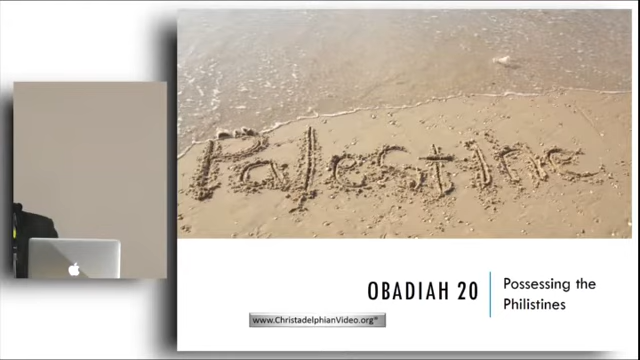 Palestine
OBADIAH 20
Possessing the
Philistines
www.ChristadelphianVideo.org®